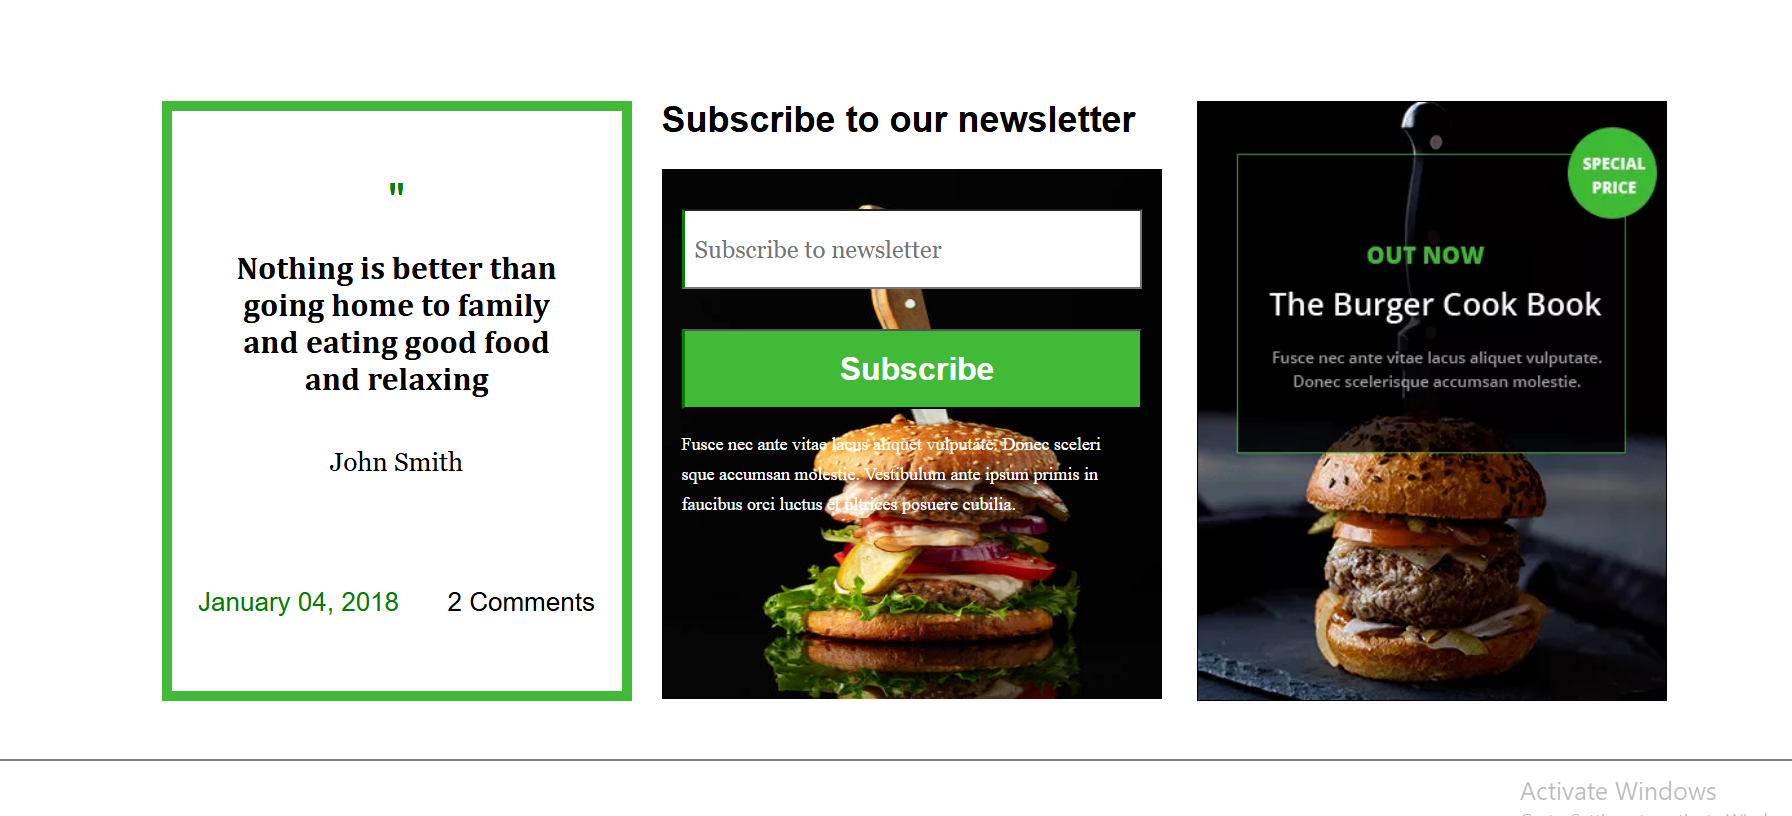 "
Nothing is better than
going home to family
and eating good food
and relaxing
John Smith
January 04, 2018 2 Comments
Subscribe to our newsletter
Subscribe to newsletter
Subscribe
Fusce nec ante vitae lacus aliquet vulputate. Donec sceleri
sque accumsan molestie. Vestibulum ante ipsum primis in
faucibus orci luctus et ultrices posuere cubilia.
SPECIAL
PRICE
OUT NOW
The Burger Cook Book
Fusce nec ante vitae lacus aliquet vulputate.
Donec scelerisque accumsan molestie.
Activate Windows